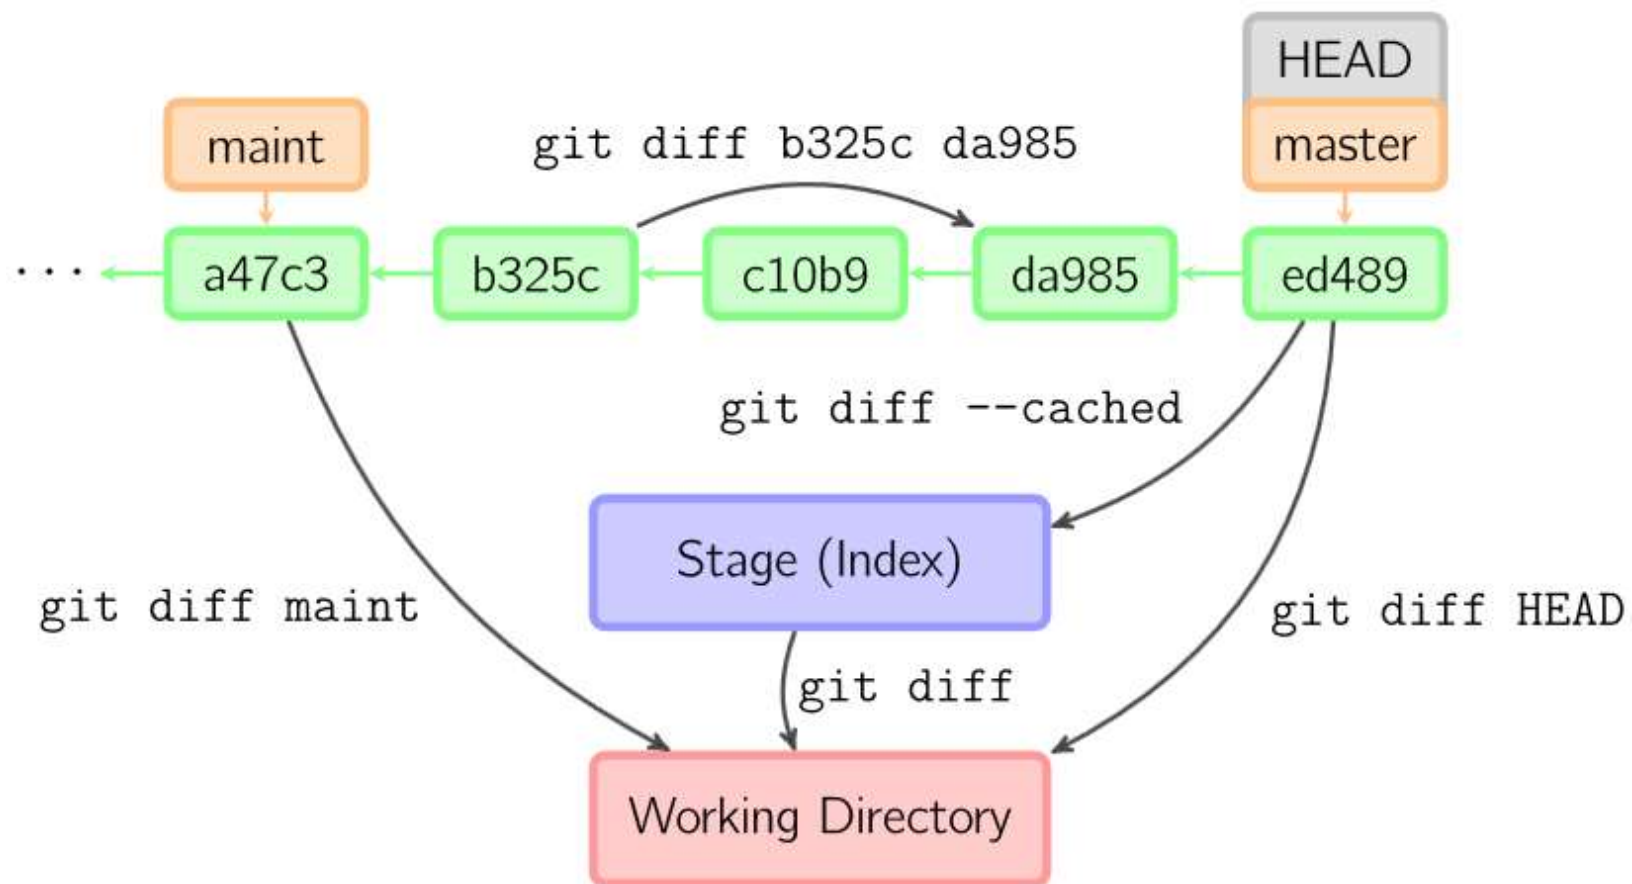 HEAD
maint
git diff b325c da985
master
... a47c3 b325c c10b9 da985 ed489
git diff --cached
Stage (Index)
git diff maint
git diff HEAD
git diff
Working Directory